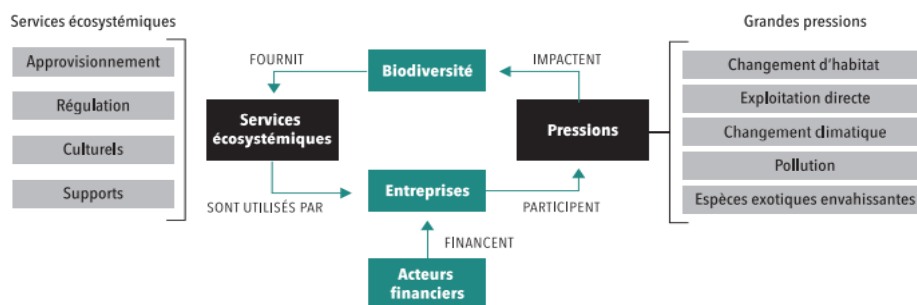 Services écosystémiques
Approvisionnement
Régulation
Culturels
Supports
FOURNIT
Biodiversité
IMPACTENT
Services
écosystémiques
Pressions
SONT UTILISÉS PAR
Entreprises
PARTICIPENT
FINANCENT
Acteurs
financiers
Grandes pressions
Changement d'habitat
Exploitation directe
Changement climatique
Pollution
Espèces exotiques envahissantes